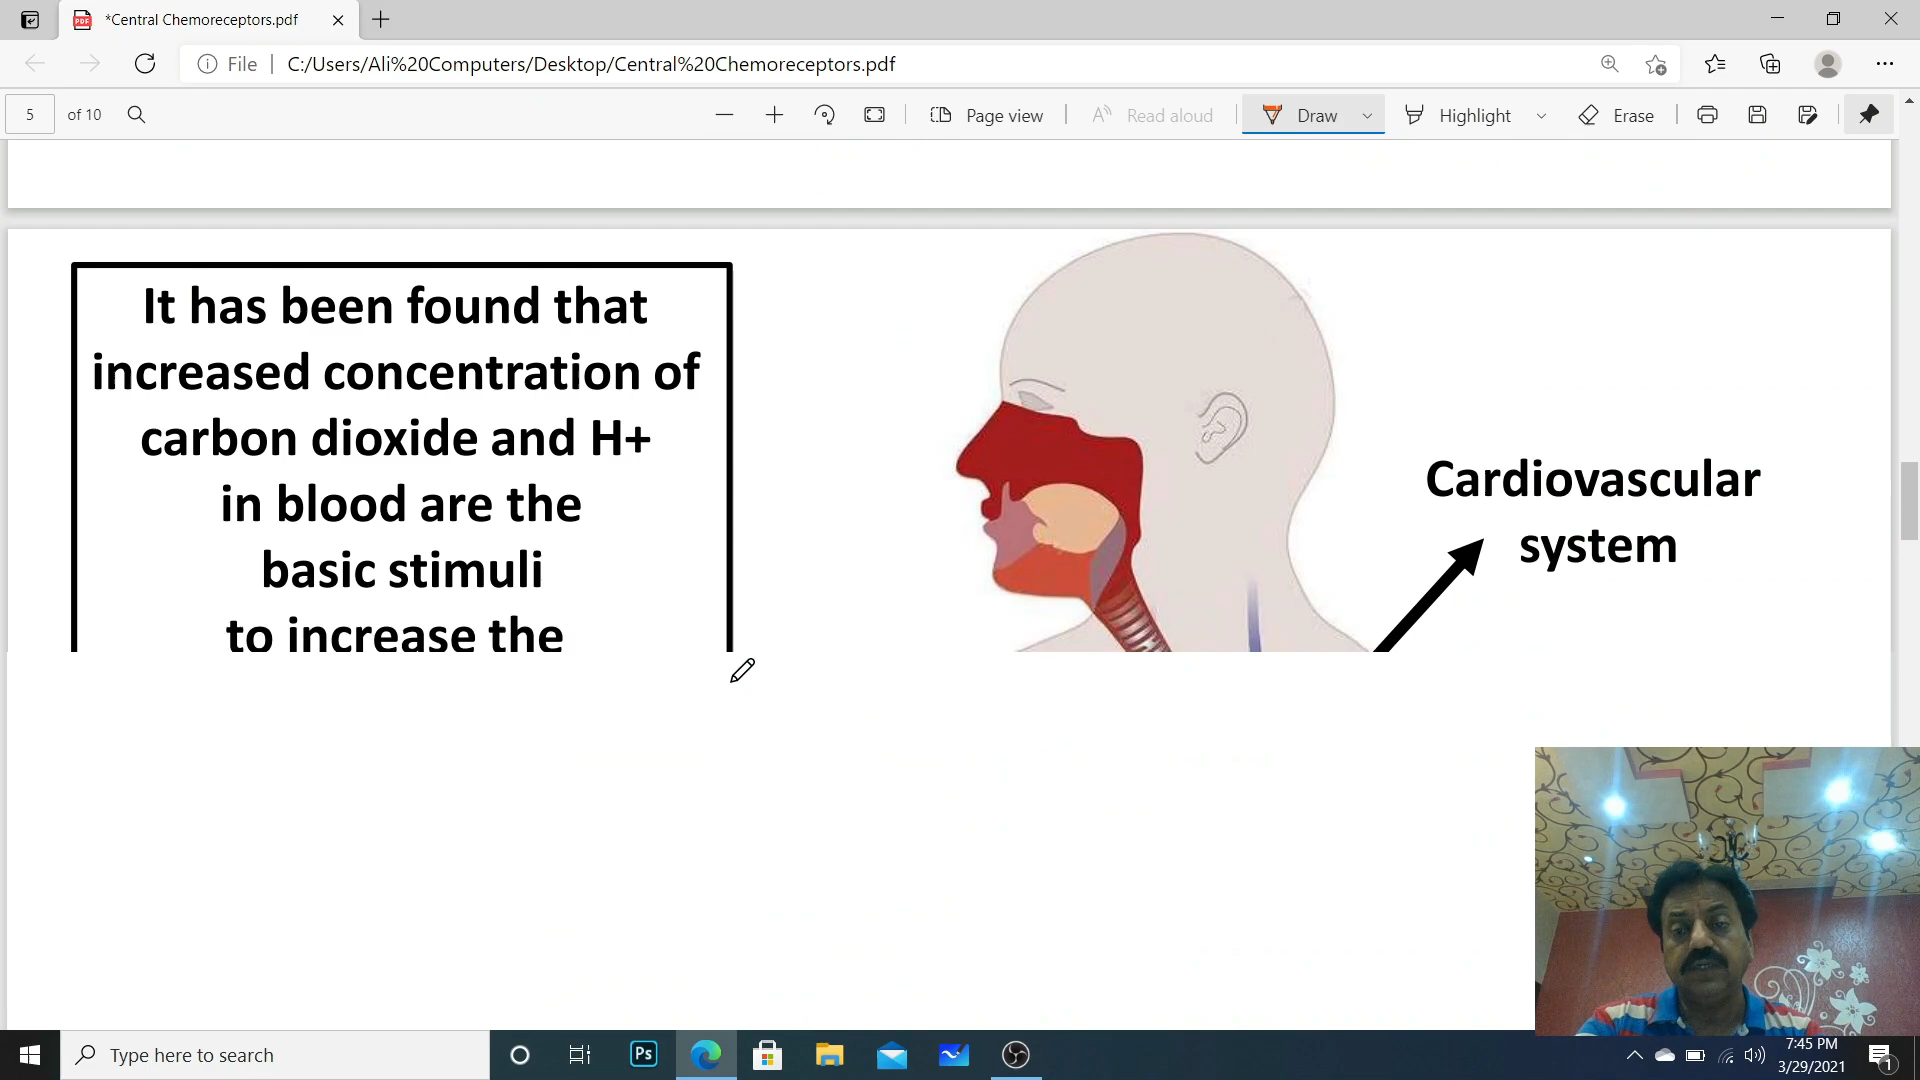 *Central Chemoreceptors.pdf
File
C:/Users/Ali%20Computers/Desktop/Central%20Chemoreceptors.pdf
5 of 10
Page view
Read aloud
Draw
Highlight
Erase
It has been found that
increased concentration of
carbon dioxide and H+
in blood are the
basic stimuli
to increase the
Cardiovascular
system
Type here to search
Ps
7:45 PM
3/29/2021
1